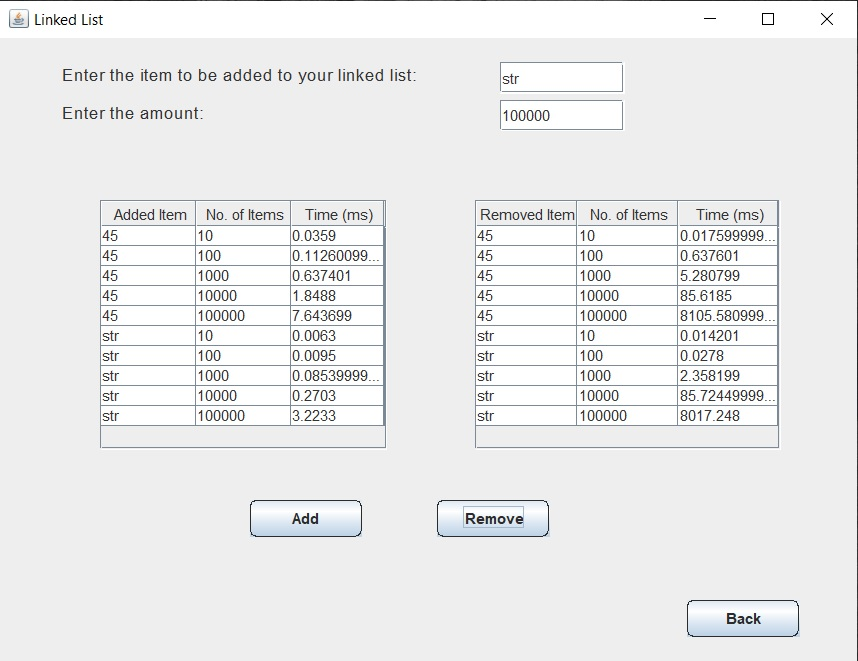 Linked List
Enter the item to be added to your linked list: str
Enter the amount: 100000
Added Item No. of Items Time (ms)
45 10 0.0359
45 100 0.11260099...
45 1000 0.637401
45 10000 1.8488
45 100000 7.643699
str 10 0.0063
str 100 0.0095
str 1000 0.08539999...
str 10000 0.2703
str 100000 3.2233
Removed Item No. of Items Time (ms)
45 10 0.017599999...
45 100 0.637601
45 1000 5.280799
45 10000 85.6185
45 100000 8105.580999...
str 10 0.014201
str 100 0.0278
str 1000 2.358199
str 10000 85.72449999...
str 100000 8017.248
Add Remove
Back